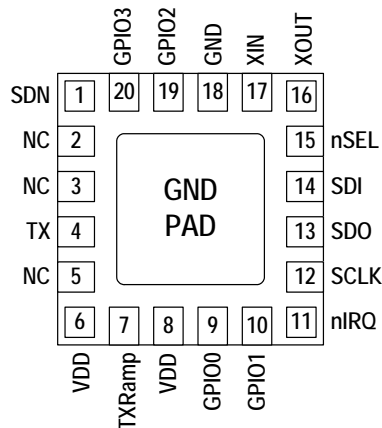 GPIO3
GPIO2
GND
XIN
XOUT
SDN 1 20 19 18 17 16
NC 2 15 nSEL
NC 3 14 SDI
GND
PAD
TX 4 13 SDO
NC 5 12 SCLK
6 7 8 9 10 11 nIRQ
VDD
TXRamp
VDD
GPIO0
GPIO1